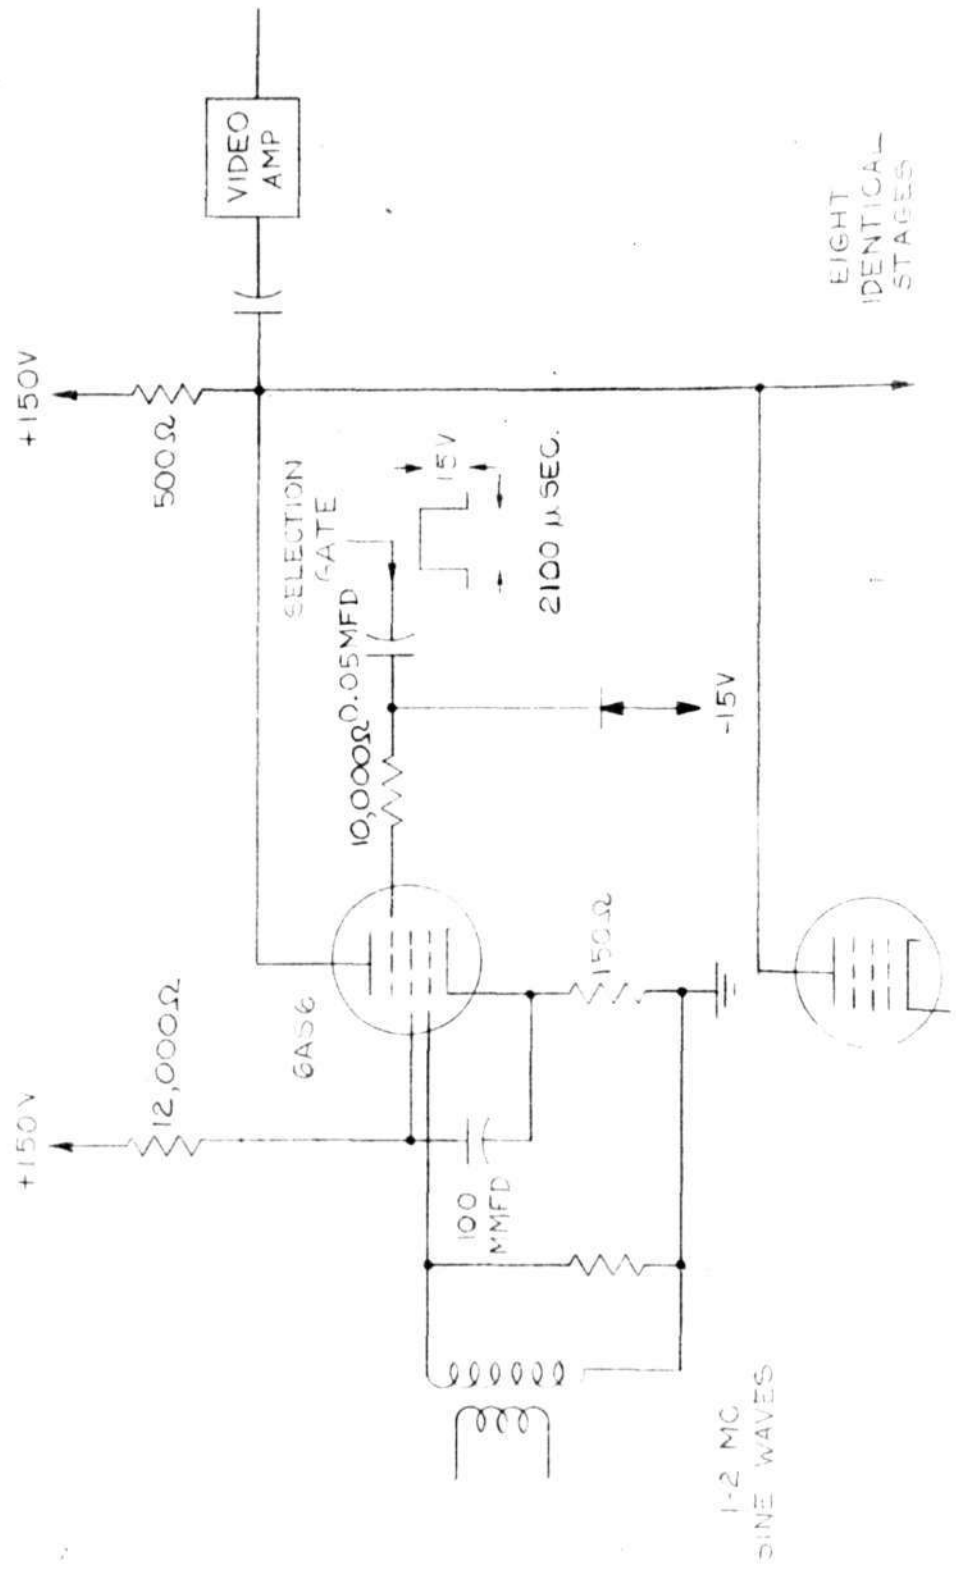 +150V
+150V
VIDEO
AMP
12,000Ω
500Ω
6AS6
SELECTION
GATE
10,000Ω
0.05MFD
15V
2100 µ SEC.
100
MMFD
150Ω
-15V
1-2 MC
SINE WAVES
EIGHT
IDENTICAL
STAGES